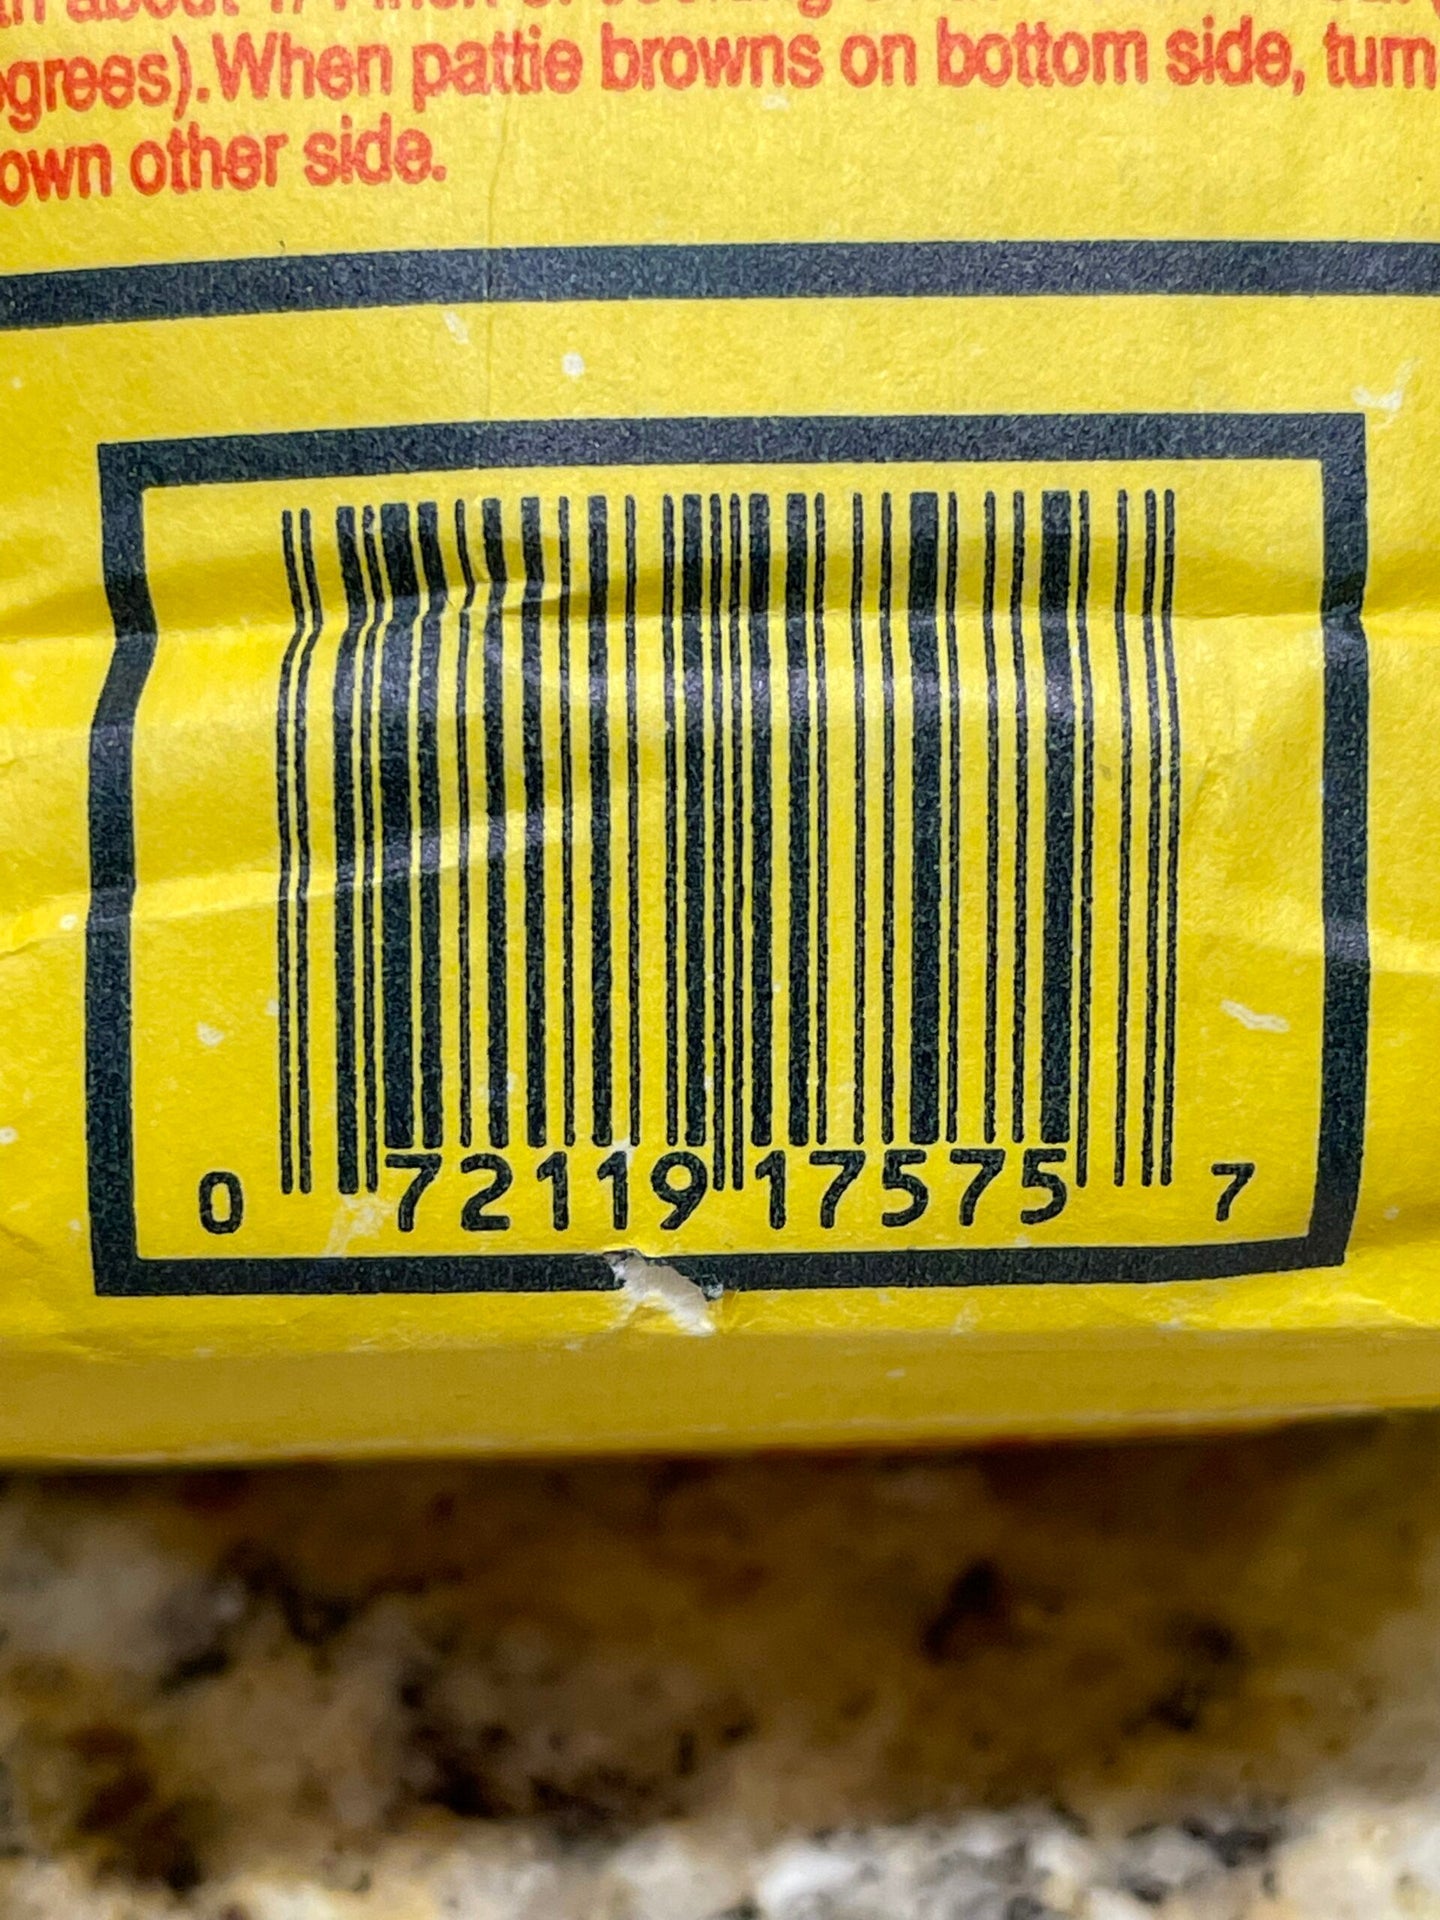 egrees). When pattie browns on bottom side, turn
own other side.
0 72119 17575 7